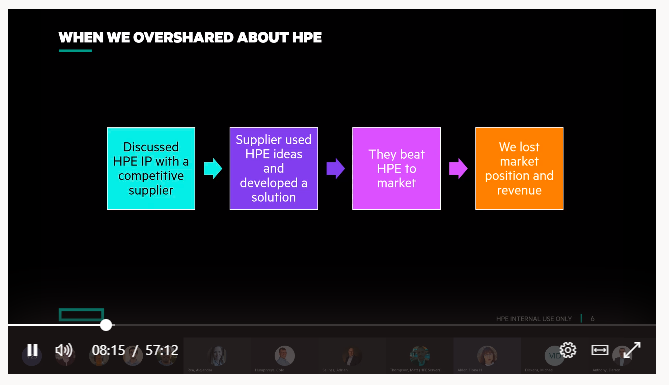 WHEN WE OVERSHARED ABOUT HPE
Discussed
HPE IP with a
competitive
supplier
Supplier used
HPE ideas
and
developed a
solution
They beat
HPE to
market
We lost
market
position and
revenue
HPE INTERNAL USE ONLY | 6
08:15 / 57:12